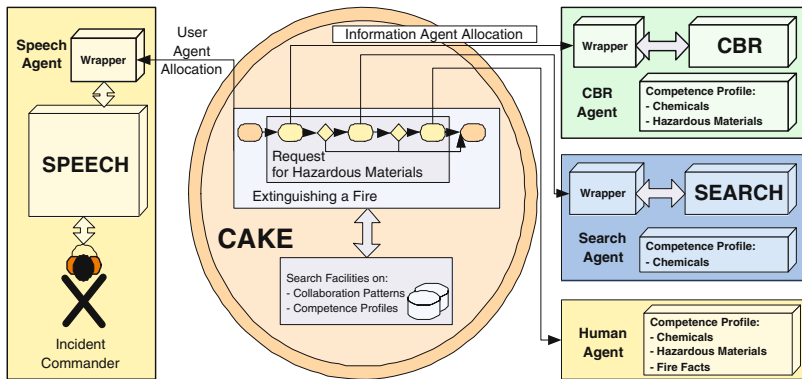 Speech
Agent
Wrapper
SPEECH
Incident
Commander
User
Agent
Allocation
Information Agent Allocation
Request
for Hazardous Materials
Extinguishing a Fire
CAKE
Search Facilities on:
- Collaboration Patterns
- Competence Profiles
Wrapper
CBR
CBR
Agent
Competence Profile:
- Chemicals
- Hazardous Materials
Wrapper
SEARCH
Search
Agent
Competence Profile:
- Chemicals
Human
Agent
Competence Profile:
- Chemicals
- Hazardous Materials
- Fire Facts